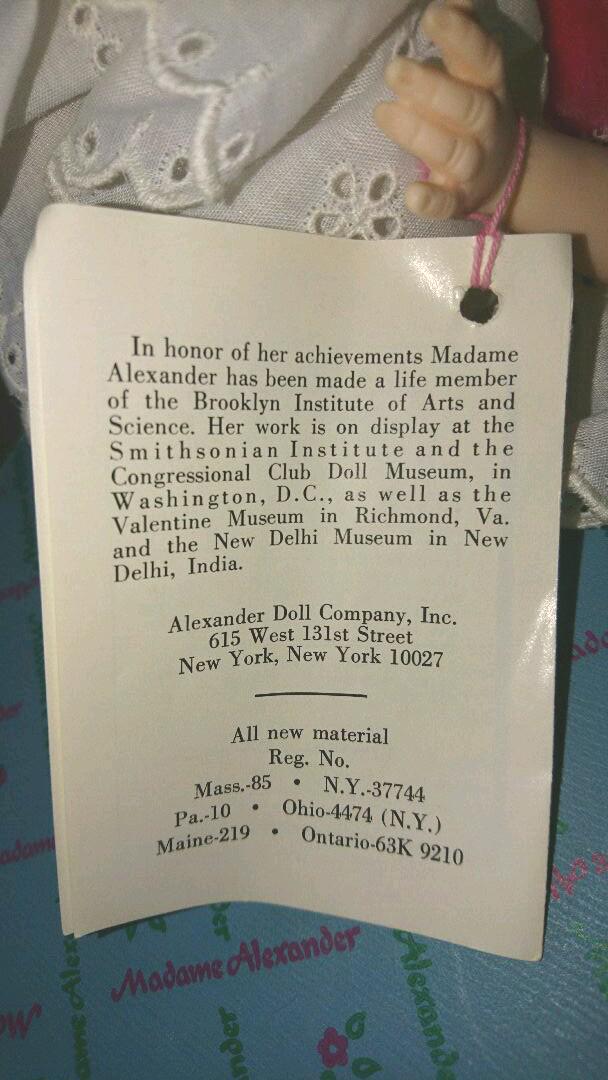 In honor of her achievements Madame
Alexander has been made a life member
of the Brooklyn Institute of Arts and
Science. Her work is on display at the
Smithsonian Institute and the
Congressional Club Doll Museum, in
Washington, D.C., as well as the
Valentine Museum in Richmond, Va.
and the New Delhi Museum in New
Delhi, India.
Alexander Doll Company, Inc.
615 West 131st Street
New York, New York 10027
All new material
Reg. No.
Mass.-85 • N.Y.-37744
Pa.-10 • Ohio-4474 (N.Y.)
Maine-219 • Ontario-63K 9210
Madame Alexander